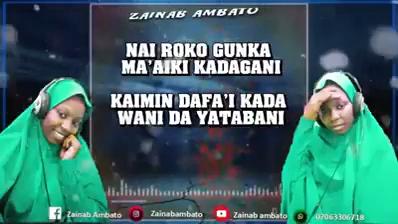 ZAINAB AMBATO
NAI ROKO GUNKA
MA'AIKI KADAGANI
KAIMIN DAFA'I KADA
WANI DA YATABANI
Zainab Ambato
Zainabambato
Zainab ambato
07063306718